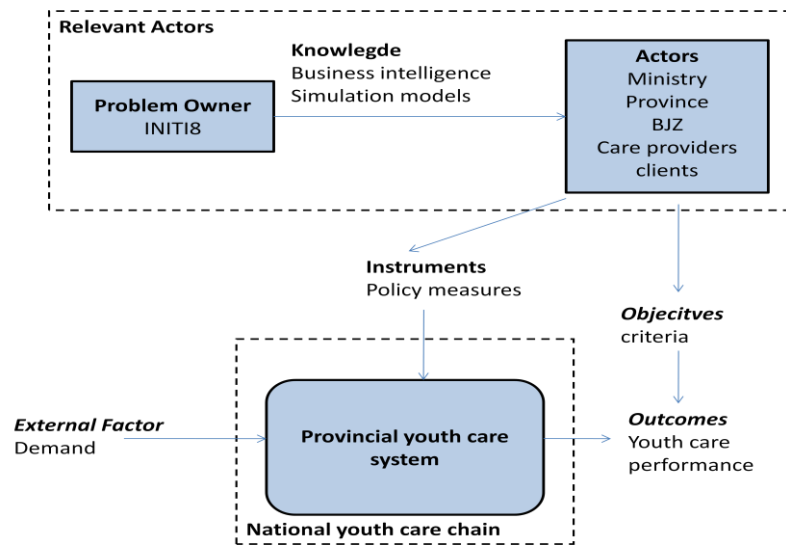 Relevant Actors
Knowlegde
Business intelligence
Simulation models
Problem Owner
INITI8
Actors
Ministry
Province
BJZ
Care providers
clients
Instruments
Policy measures
Objecitves
criteria
External Factor
Demand
Provincial youth care
system
Outcomes
Youth care
performance
National youth care chain